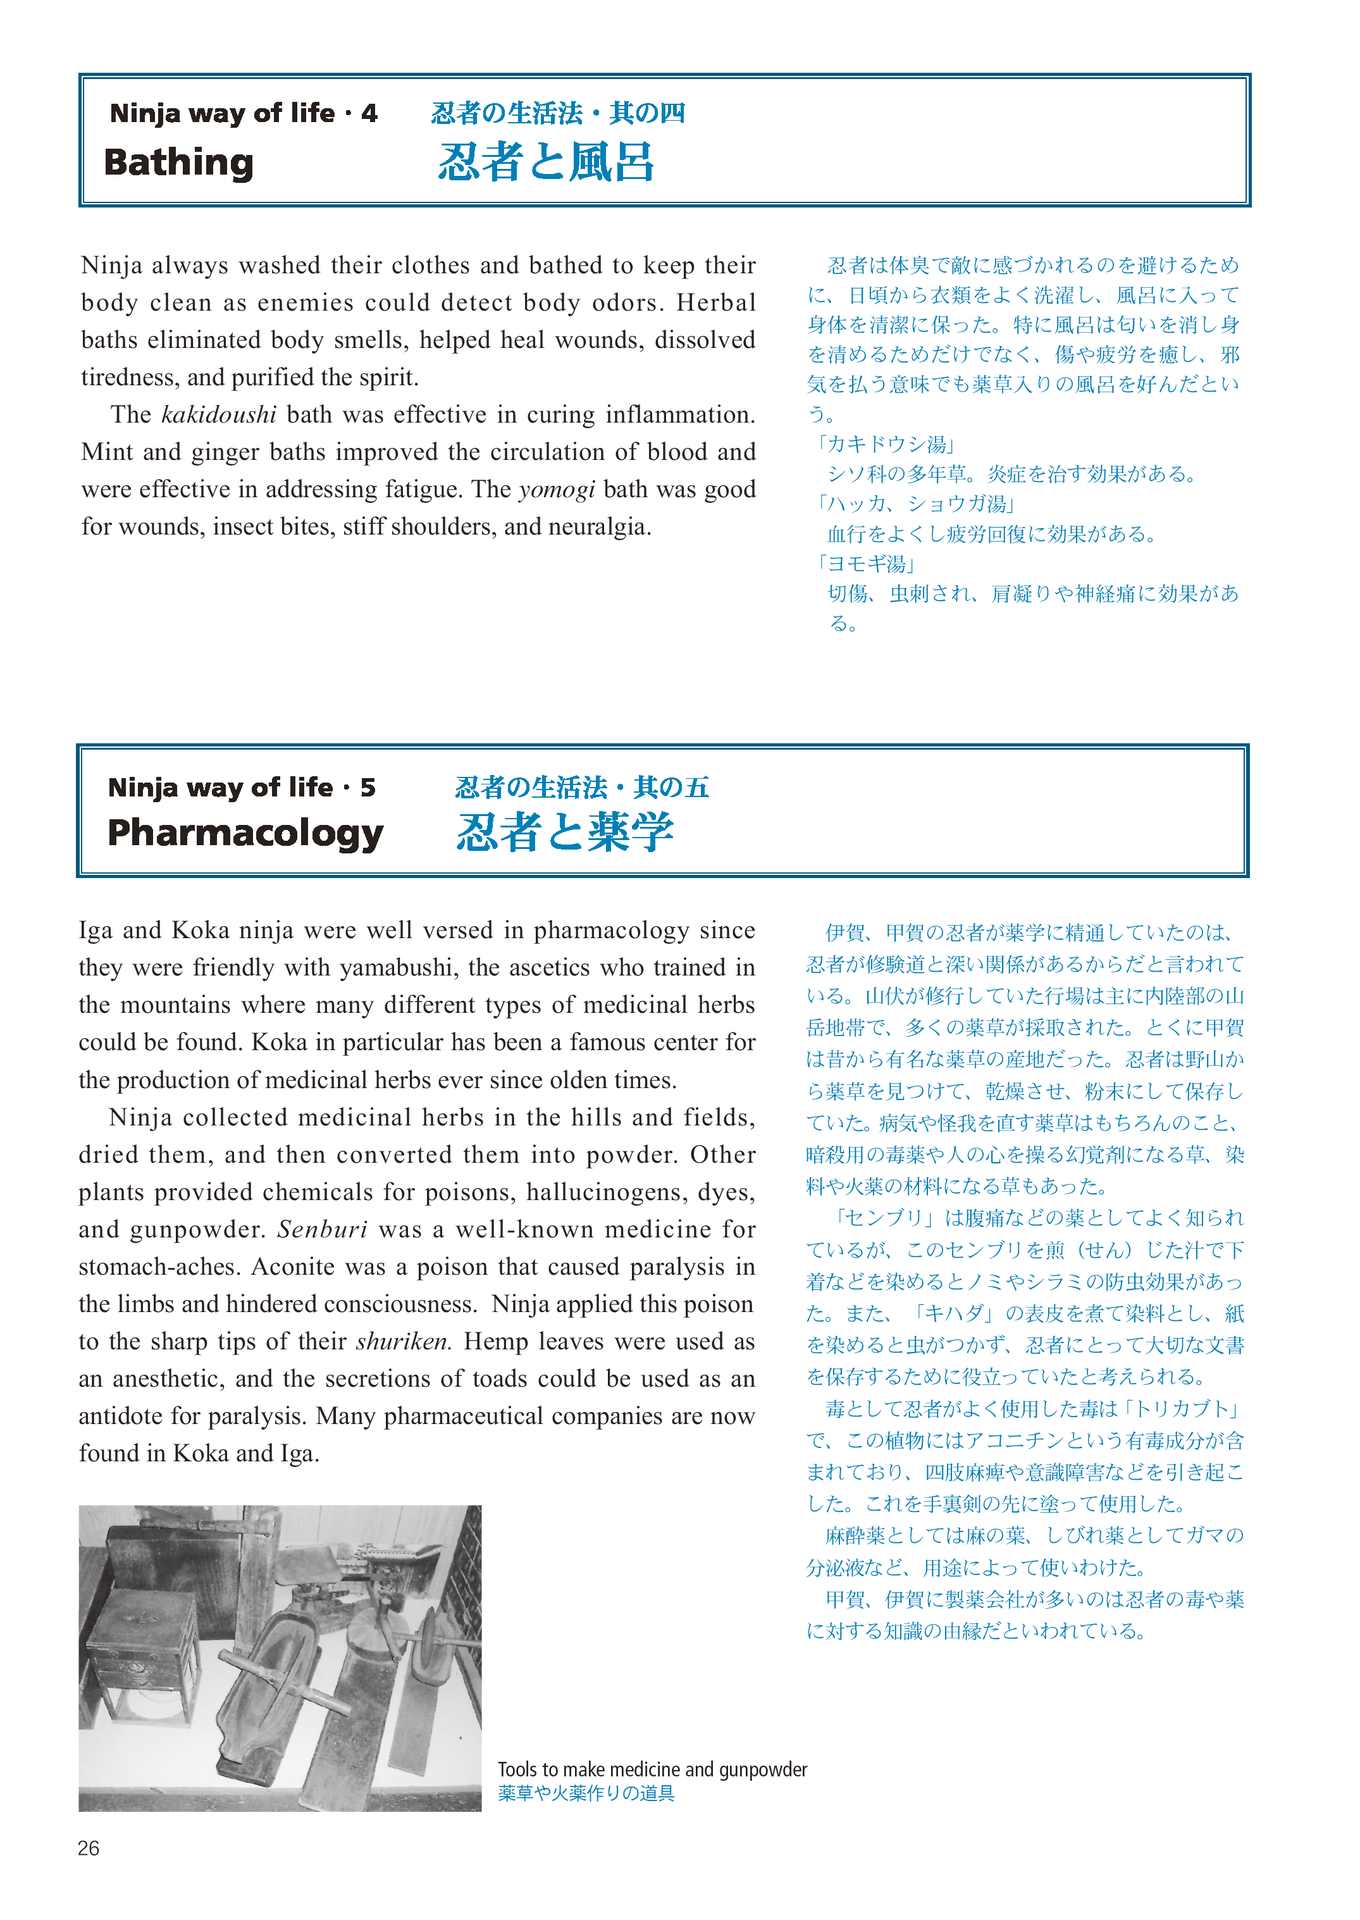 Ninja way of life · 4
忍者の生活法・其の四
Bathing
忍者と風呂
Ninja always washed their clothes and bathed to keep their
body clean as enemies could detect body odors. Herbal
baths eliminated body smells, helped heal wounds, dissolved
tiredness, and purified the spirit.
The kakidoushi bath was effective in curing inflammation.
Mint and ginger baths improved the circulation of blood and
were effective in addressing fatigue. The yomogi bath was good
for wounds, insect bites, stiff shoulders, and neuralgia.
忍者は体臭で敵に感づかれるのを避けるため
に、日頃から衣類をよく洗濯し、風呂に入って
身体を清潔に保った。特に風呂は匂いを消し身
を清めるためだけでなく、傷や疲労を癒し、邪
気を払う意味でも薬草入りの風呂を好んだとい
う。
「カキドウシ湯」
シソ科の多年草。炎症を治す効果がある。
「ハッカ、ショウガ湯」
血行をよくし疲労回復に効果がある。
「ヨモギ湯」
切傷、虫刺され、肩凝りや神経痛に効果があ
る。
Ninja way of life · 5
忍者の生活法・其の五
Pharmacology
忍者と薬学
Iga and Koka ninja were well versed in pharmacology since
they were friendly with yamabushi, the ascetics who trained in
the mountains where many different types of medicinal herbs
could be found. Koka in particular has been a famous center for
the production of medicinal herbs ever since olden times.
Ninja collected medicinal herbs in the hills and fields,
dried them, and then converted them into powder. Other
plants provided chemicals for poisons, hallucinogens, dyes,
and gunpowder. Senburi was a well-known medicine for
stomach-aches. Aconite was a poison that caused paralysis in
the limbs and hindered consciousness. Ninja applied this poison
to the sharp tips of their shuriken. Hemp leaves were used as
an anesthetic, and the secretions of toads could be used as an
antidote for paralysis. Many pharmaceutical companies are now
found in Koka and Iga.
伊賀、甲賀の忍者が薬学に精通していたのは、
忍者が修験道と深い関係があるからだと言われて
いる。山伏が修行していた行場は主に内陸部の山
岳地帯で、多くの薬草が採取された。とくに甲賀
は昔から有名な薬草の産地だった。忍者は野山か
ら薬草を見つけて、乾燥させ、粉末にして保存し
ていた。病気や怪我を直す薬草はもちろんのこと、
暗殺用の毒薬や人の心を操る幻覚剤になる草、染
料や火薬の材料になる草もあった。
「センブリ」は腹痛などの薬としてよく知られ
ているが、このセンブリを煎（せん）じた汁で下
着などを染めるとノミやシラミの防虫効果があっ
た。また、「キハダ」の表皮を煮て染料とし、紙
を染めると虫がつかず、忍者にとって大切な文書
を保存するために役立っていたと考えられる。
毒として忍者がよく使用した毒は「トリカブト」
で、この植物にはアコニチンという有毒成分が含
まれており、四肢麻痺や意識障害などを引き起こ
した。これを手裏剣の先に塗って使用した。
麻酔薬としては麻の葉、しびれ薬としてガマの
分泌液など、用途によって使いわけた。
甲賀、伊賀に製薬会社が多いのは忍者の毒や薬
に対する知識の由縁だといわれている。
Tools to make medicine and gunpowder
薬草や火薬作りの道具
26